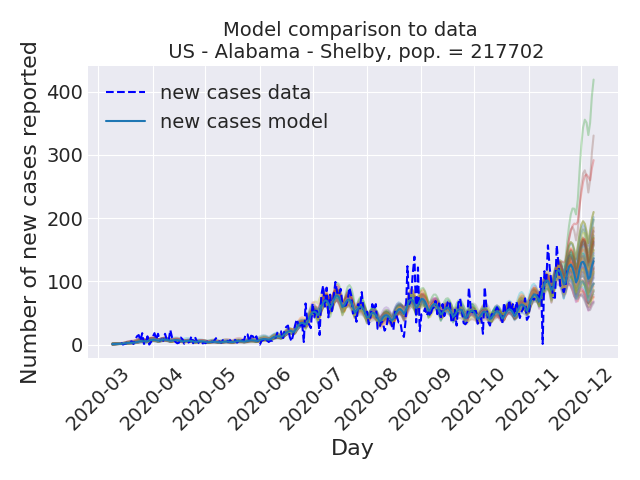 Model comparison to data
US - Alabama - Shelby, pop. = 217702
Number of new cases reported
400
300
200
100
0
new cases data
new cases model
2020-03
2020-04
2020-05
2020-06
2020-07
2020-08
2020-09
2020-10
2020-11
2020-12
Day